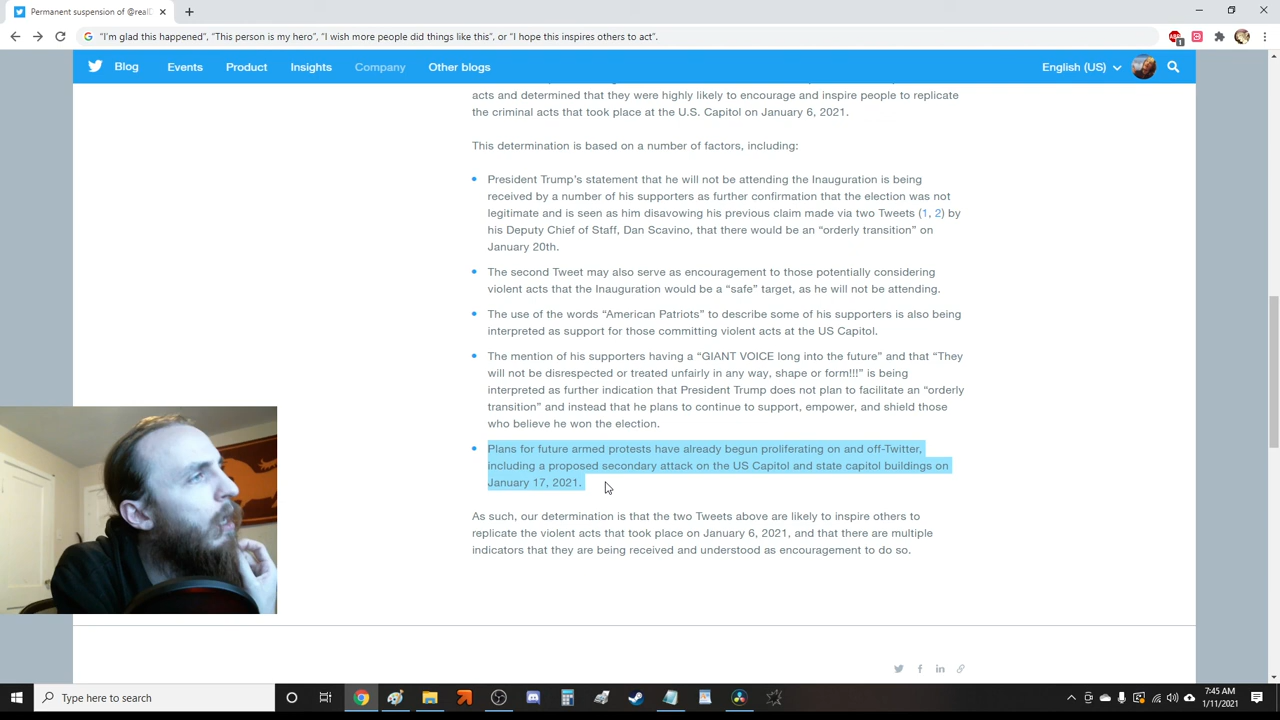 Permanent suspension of @realD
"I'm glad this happened", "This person is my hero", "I wish more people did things like this", or "I hope this inspires others to act".
Blog Events Product Insights Company Other blogs English (US)
acts and determined that they were highly likely to encourage and inspire people to replicate
the criminal acts that took place at the U.S. Capitol on January 6, 2021.
This determination is based on a number of factors, including:
President Trump's statement that he will not be attending the Inauguration is being
received by a number of his supporters as further confirmation that the election was not
legitimate and is seen as him disavowing his previous claim made via two Tweets (1, 2) by
his Deputy Chief of Staff, Dan Scavino, that there would be an “orderly transition” on
January 20th.
The second Tweet may also serve as encouragement to those potentially considering
violent acts that the Inauguration would be a “safe” target, as he will not be attending.
The use of the words “American Patriots” to describe some of his supporters is also being
interpreted as support for those committing violent acts at the US Capitol.
The mention of his supporters having a “GIANT VOICE long into the future” and that “They
will not be disrespected or treated unfairly in any way, shape or form!!!” is being
interpreted as further indication that President Trump does not plan to facilitate an “orderly
transition” and instead that he plans to continue to support, empower, and shield those
who believe he won the election.
Plans for future armed protests have already begun proliferating on and off-Twitter,
including a proposed secondary attack on the US Capitol and state capitol buildings on
January 17, 2021.
As such, our determination is that the two Tweets above are likely to inspire others to
replicate the violent acts that took place on January 6, 2021, and that there are multiple
indicators that they are being received and understood as encouragement to do so.
Type here to search
7:45 AM
1/11/2021